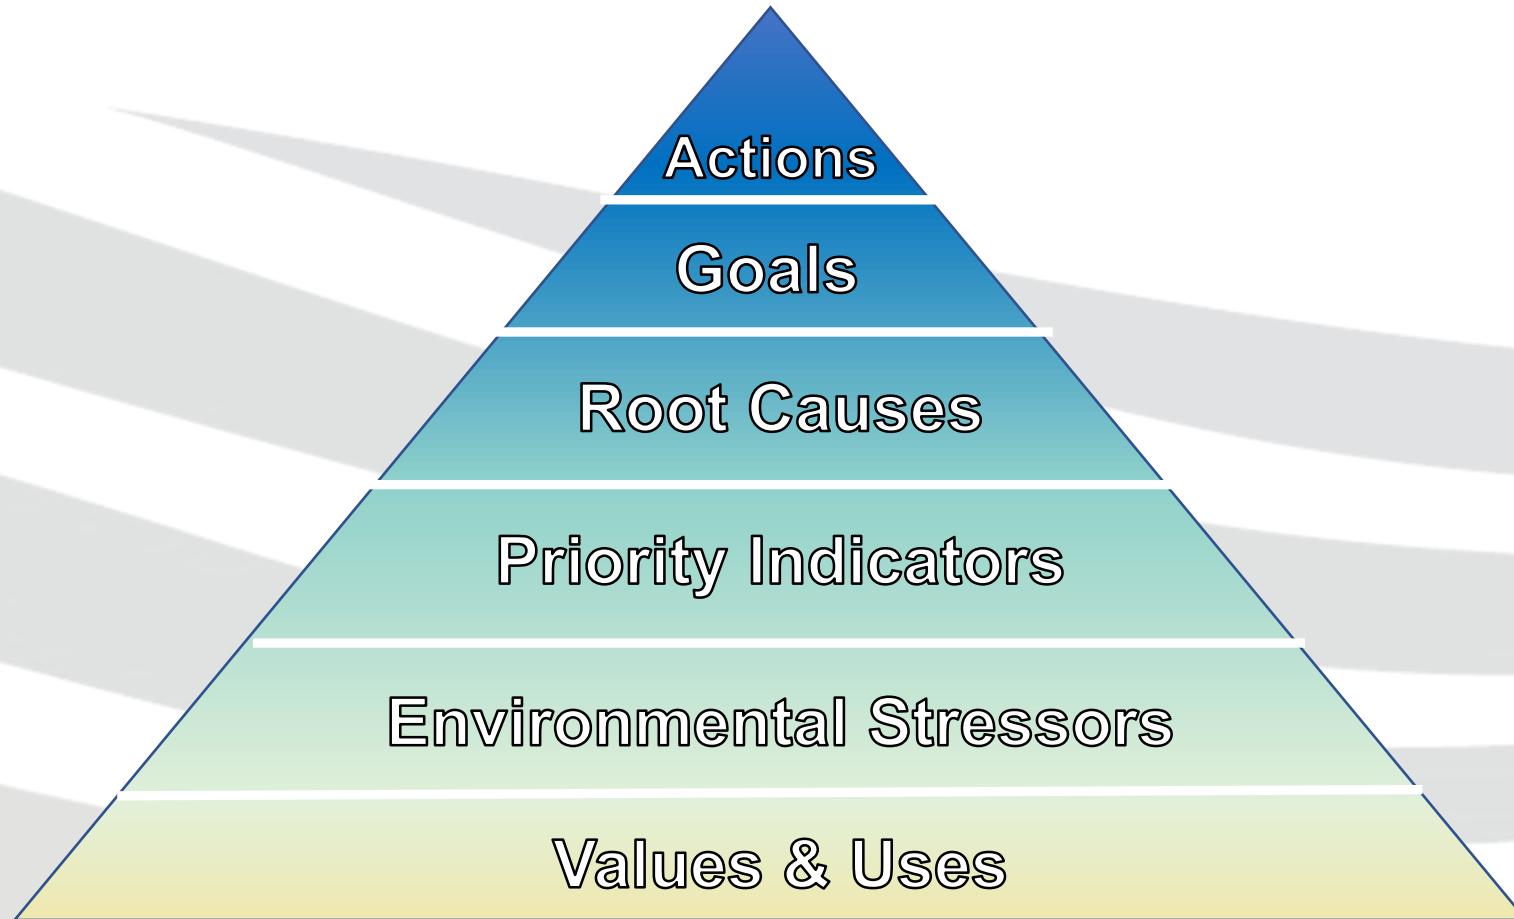 Actions
Goals
Root Causes
Priority Indicators
Environmental Stressors
Values & Uses